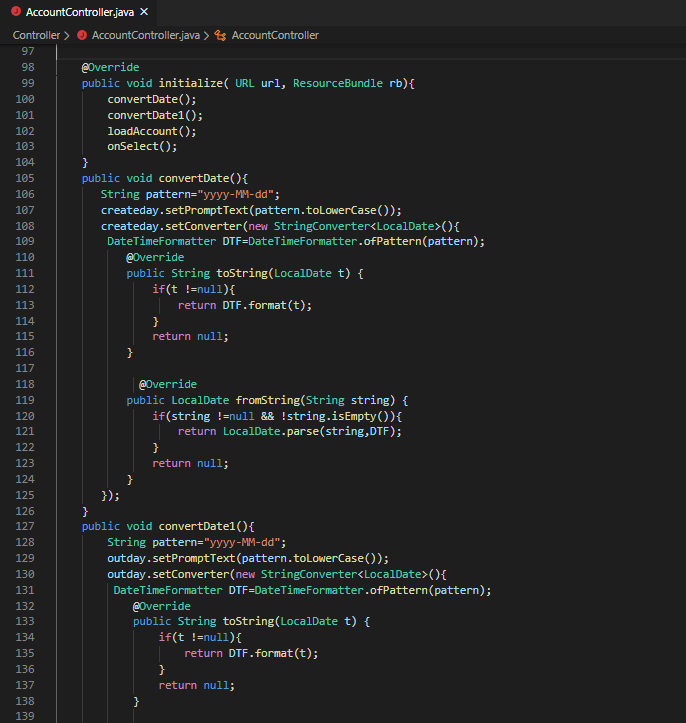 AccountController.java ×
Controller > AccountController.java > AccountController
97
98 @Override
99 public void initialize( URL url, ResourceBundle rb){
100 convertDate();
101 convertDate1();
102 loadAccount();
103 onSelect();
104 }
105 public void convertDate(){
106 String pattern="yyyy-MM-dd";
107 createday.setPromptText(pattern.toLowerCase());
108 createday.setConverter(new StringConverter<LocalDate>(){
109 DateTimeFormatter DTF=DateTimeFormatter.ofPattern(pattern);
110 @Override
111 public String toString(LocalDate t) {
112 if(t !=null){
113 return DTF.format(t);
114 }
115 return null;
116 }
117
118 @Override
119 public LocalDate fromString(String string) {
120 if(string !=null && !string.isEmpty()){
121 return LocalDate.parse(string,DTF);
122 }
123 return null;
124 }
125 });
126 }
127 public void convertDate1(){
128 String pattern="yyyy-MM-dd";
129 outday.setPromptText(pattern.toLowerCase());
130 outday.setConverter(new StringConverter<LocalDate>(){
131 DateTimeFormatter DTF=DateTimeFormatter.ofPattern(pattern);
132 @Override
133 public String toString(LocalDate t) {
134 if(t !=null){
135 return DTF.format(t);
136 }
137 return null;
138 }
139